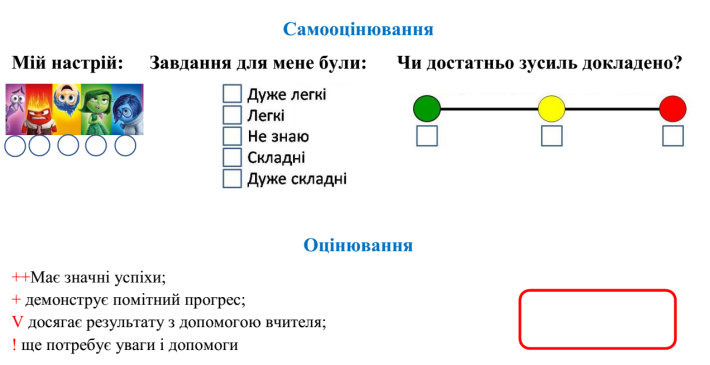 Самооцінювання
Мій настрій: Завдання для мене були: Чи достатньо зусиль докладено?
Дуже легкі
Легкі
Не знаю
Складні
Дуже складні
Оцінювання
++Має значні успіхи;
+ демонструє помітний прогрес;
V досягає результату з допомогою вчителя;
! ще потребує уваги і допомоги